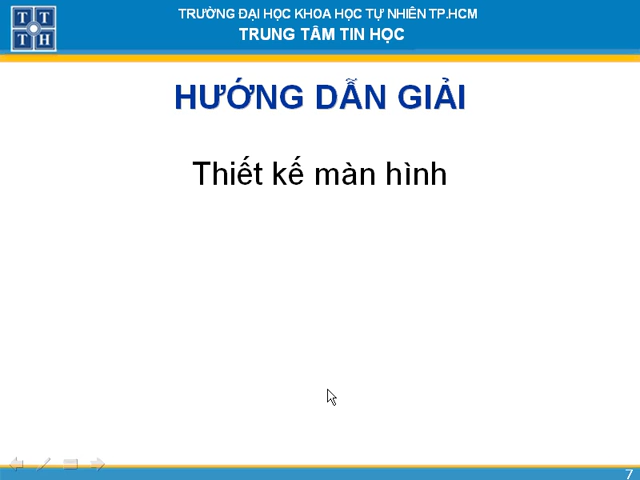 TRƯỜNG ĐẠI HỌC KHOA HỌC TỰ NHIÊN TP.HCM
TRUNG TÂM TIN HỌC
T T
T H
HƯỚNG DẪN GIẢI
Thiết kế màn hình
7